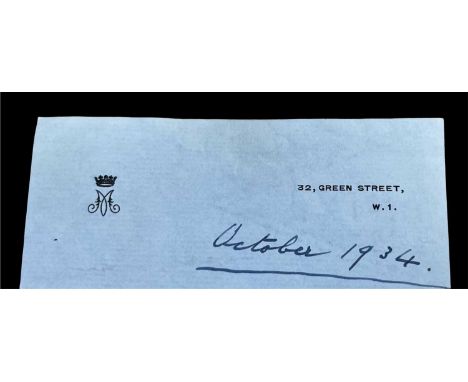 32, GREEN STREET,
W.1.
October 1934.